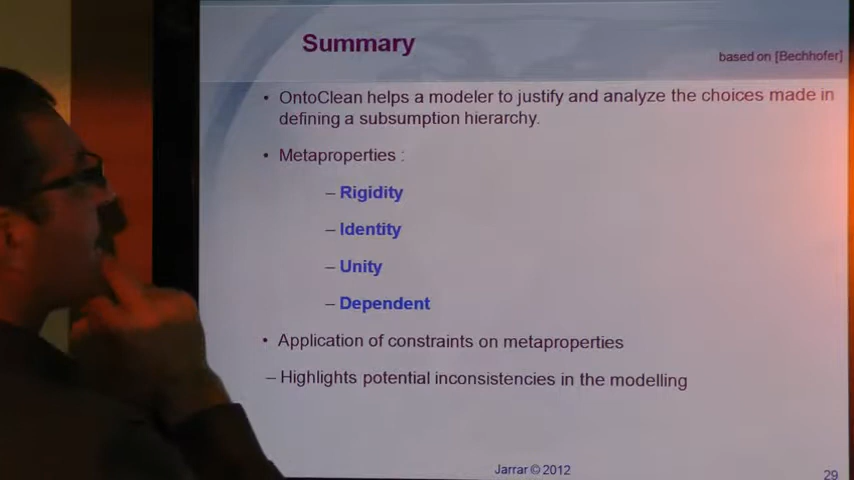 Summary
based on [Bechhofer]
• OntoClean helps a modeler to justify and analyze the choices made in
defining a subsumption hierarchy.
• Metaproperties :
– Rigidity
– Identity
– Unity
– Dependent
• Application of constraints on metaproperties
– Highlights potential inconsistencies in the modelling
Jarrar © 2012
29